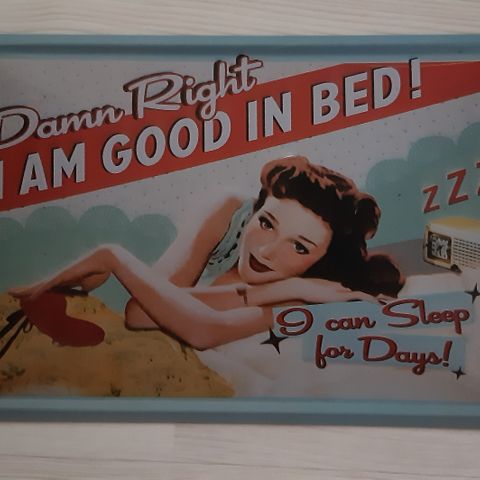 Damn Right
I AM GOOD IN BED!
ZZZ
I can Sleep
for Days!